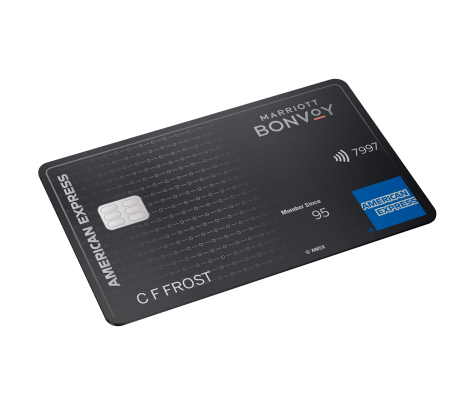 MARRIOTT
BONVOY
7997
AMERICAN EXPRESS
AMERICAN
EXPRESS
Member Since
95
© AMEX
C F FROST